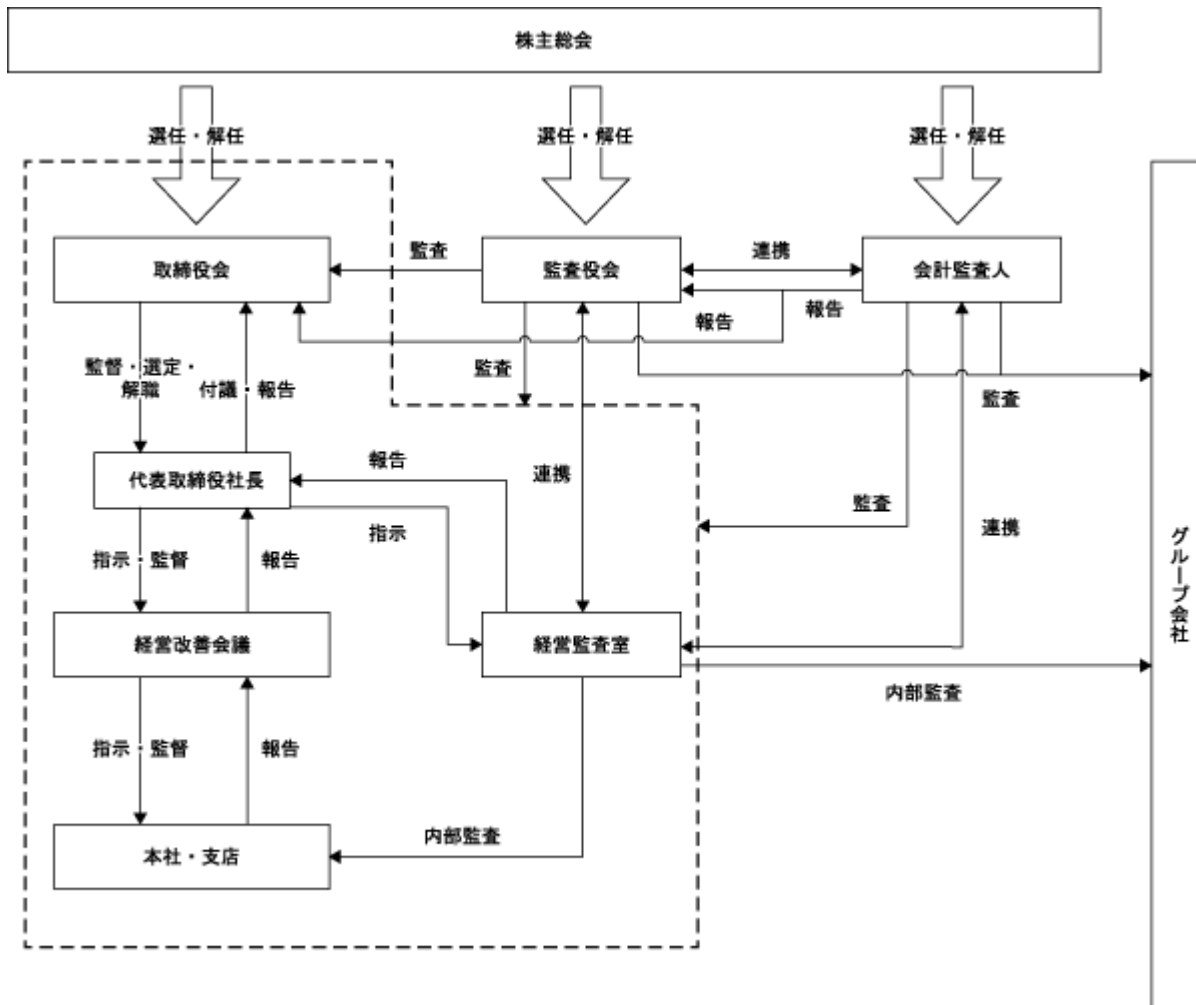 株主総会
選任・解任
選任・解任
選任・解任
取締役会
監査
監査役会
連携
会計監査人
報告
報告
監督・選定・
解職
付議・報告
監査
監査
代表取締役社長
報告
連携
監査
指示
連携
指示・監督
報告
グループ会社
経営改善会議
経営監査室
内部監査
指示・監督
報告
内部監査
本社・支店